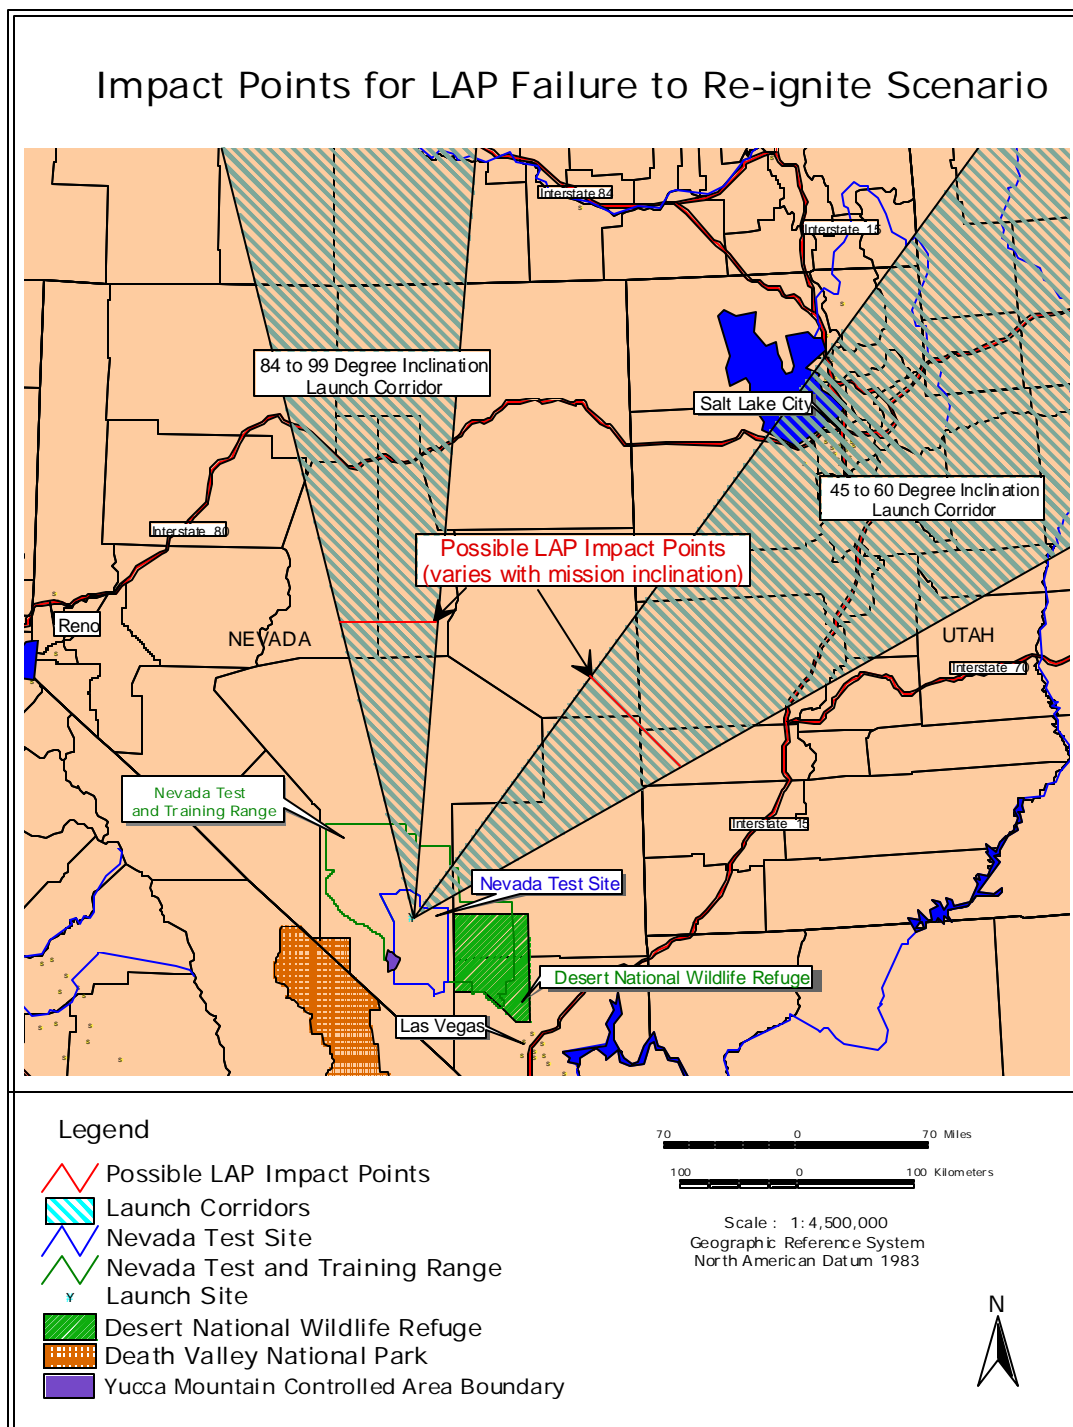 Impact Points for LAP Failure to Re-ignite Scenario
Interstate 84
Interstate 15
84 to 99 Degree Inclination
Launch Corridor
Salt Lake City
45 to 60 Degree Inclination
Launch Corridor
Interstate 80
Possible LAP Impact Points
(varies with mission inclination)
Reno
NEVADA
UTAH
Interstate 70
Nevada Test
and Training Range
Interstate 15
Nevada Test Site
Desert National Wildlife Refuge
Las Vegas
Legend
Possible LAP Impact Points
Launch Corridors
Nevada Test Site
Nevada Test and Training Range
Launch Site
Desert National Wildlife Refuge
Death Valley National Park
Yucca Mountain Controlled Area Boundary
70 0 70 Miles
100 0 100 Kilometers
Scale : 1:4,500,000
Geographic Reference System
North American Datum 1983
N